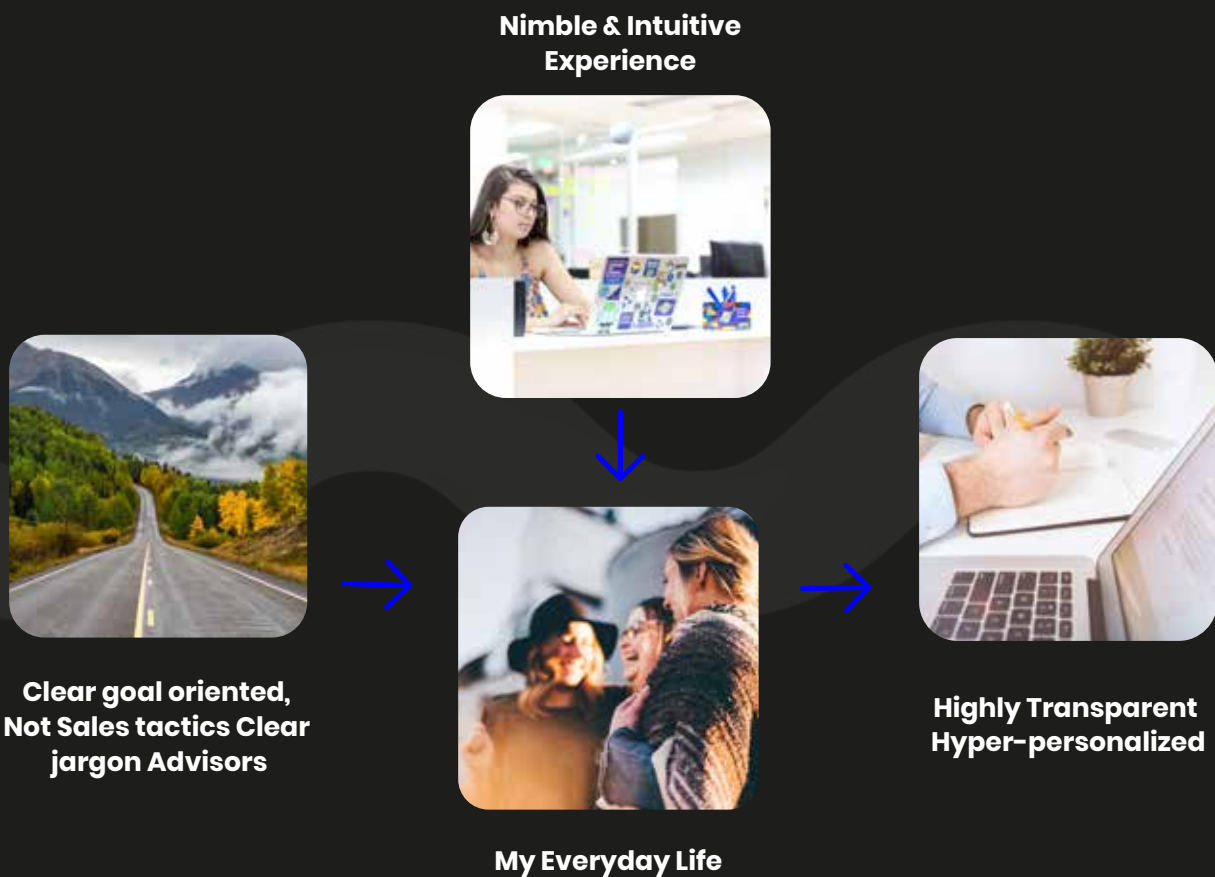 Nimble & Intuitive
Experience
Clear goal oriented,
Not Sales tactics Clear
jargon Advisors
Highly Transparent
Hyper-personalized
My Everyday Life